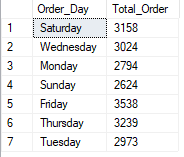 Order_Day Total_Order
1 Saturday 3158
2 Wednesday 3024
3 Monday 2794
4 Sunday 2624
5 Friday 3538
6 Thursday 3239
7 Tuesday 2973